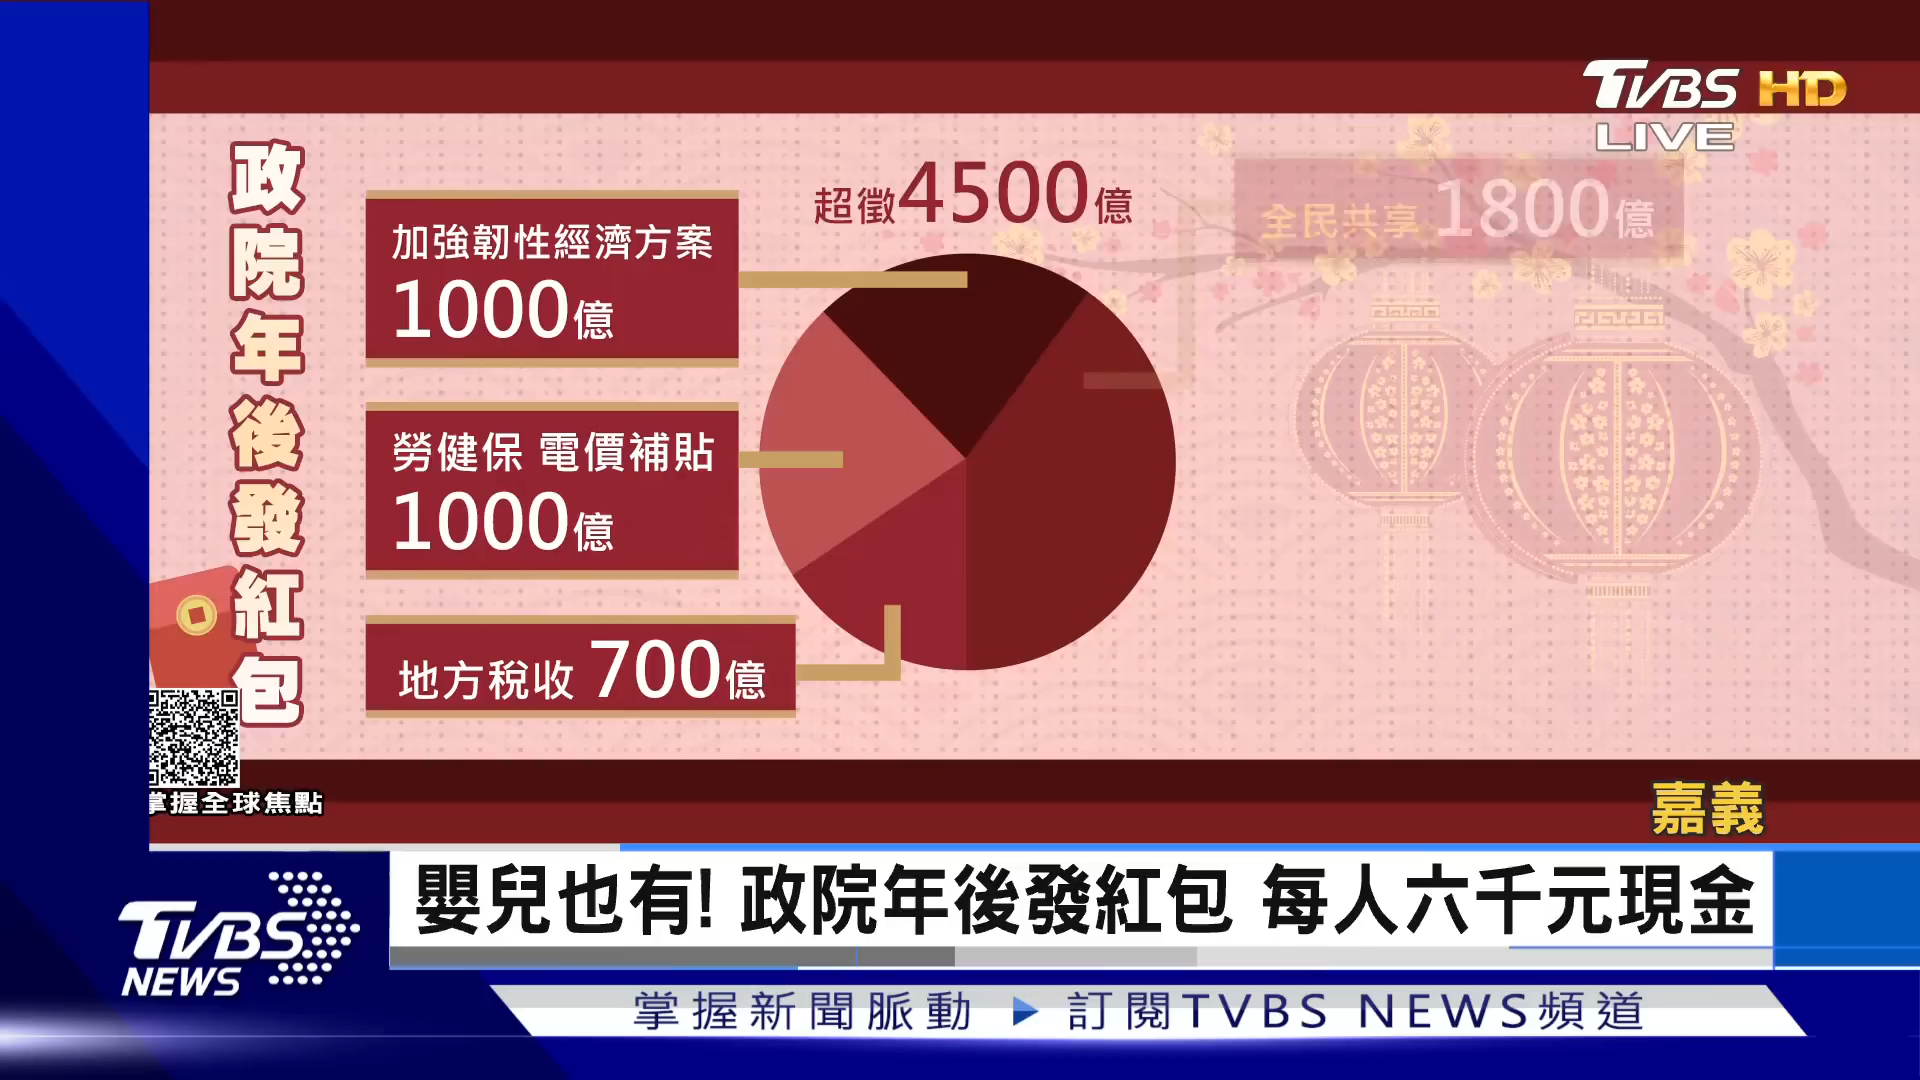 TVBS HD
LIVE
政院年後發紅包
超徵4500億
全民共享 1800億
加強韌性經濟方案
1000億
勞健保 電價補貼
1000億
地方稅收 700億
掌握全球焦點
嘉義
嬰兒也有! 政院年後發紅包 每人六千元現金
TVBS
NEWS
掌握新聞脈動 ▶ 訂閱TVBS NEWS頻道